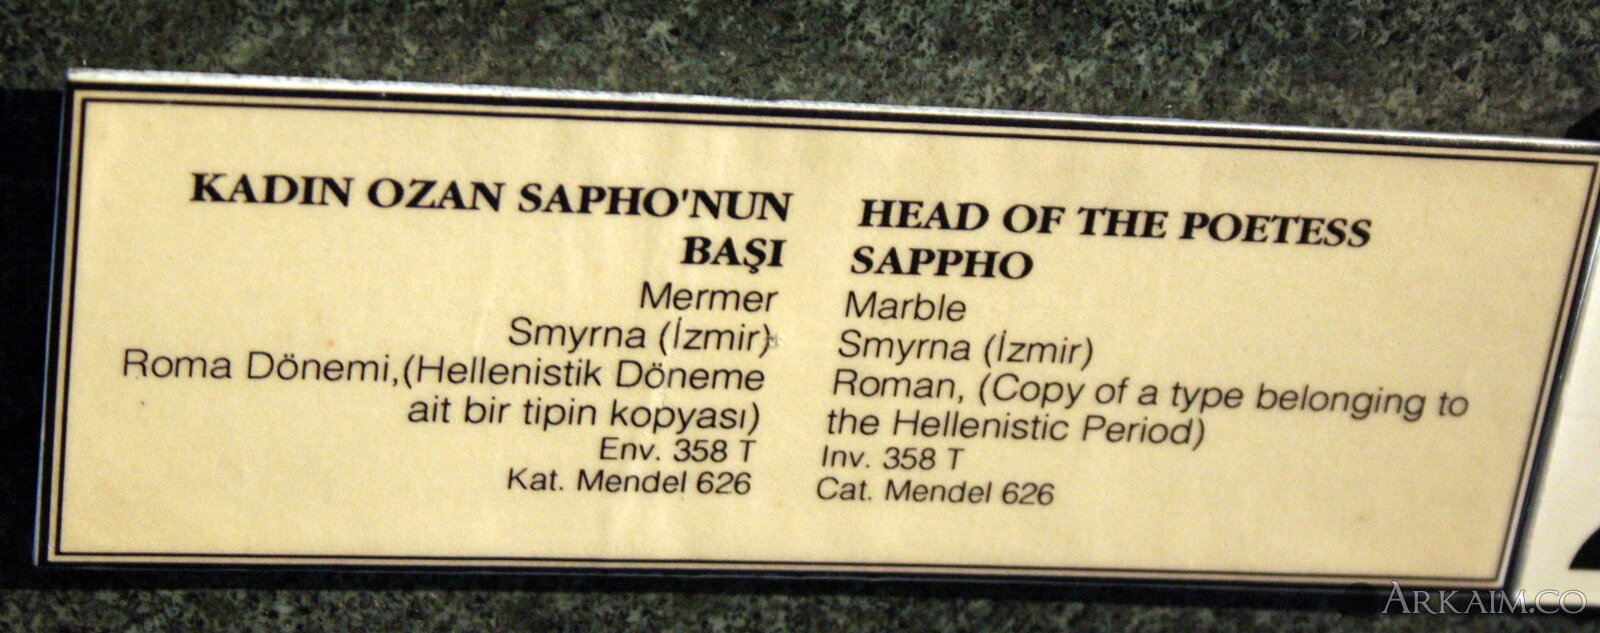 KADIN OZAN SAPHO'NUN
BAŞI
Mermer
Smyrna (İzmir)
Roma Dönemi,(Hellenistik Döneme
ait bir tipin kopyası)
Env. 358 T
Kat. Mendel 626
HEAD OF THE POETESS
SAPPHO
Marble
Smyrna (İzmir)
Roman, (Copy of a type belonging to
the Hellenistic Period)
Inv. 358 T
Cat. Mendel 626
ARKAIM.CO